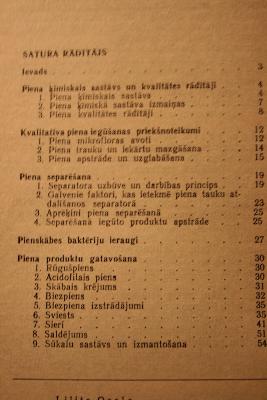 SATURA RĀDĪTĀJS
Ievads . . . 3
Piena ķīmiskais sastāvs un kvalitātes rādītāji . 4
1. Piena ķīmiskais sastāvs . . . 4
2. Piena ķīmiskā sastāva izmaiņas . . . 7
3. Piena kvalitātes rādītāji . . . 8
Kvalitatīva piena iegūšanas priekšnoteikumi . . 12
1. Piena mikrofloras avoti . . . 12
2. Piena trauku un iekārtu mazgāšana . . . 14
3. Piena apstrāde un uzglabāšana . . . 15
Piena separēšana . . . 19
1. Separatora uzbūve un darbības princips . . 19
2. Galvenie faktori, kas ietekmē piena tauku at-
dalīšanos separatorā . . . 23
3. Aprēķini piena separēšanā . . . 25
4. Separēšanā iegūto produktu apstrāde . . . 25
Pienskābes baktēriju ieraugi . . . 27
Piena produktu gatavošana . . . 30
1. Rūgušpiens . . . 30
2. Acidofilais piens . . . 30
3. Skābais krējums . . . 31
4. Biezpiens . . . 32
5. Biezpiena izstrādājumi . . . 35
6. Sviests . . . 35
7. Sieri . . . 41
8. Saldējums . . . 51
9. Sūkalu sastāvs un izmantošana . . . 54